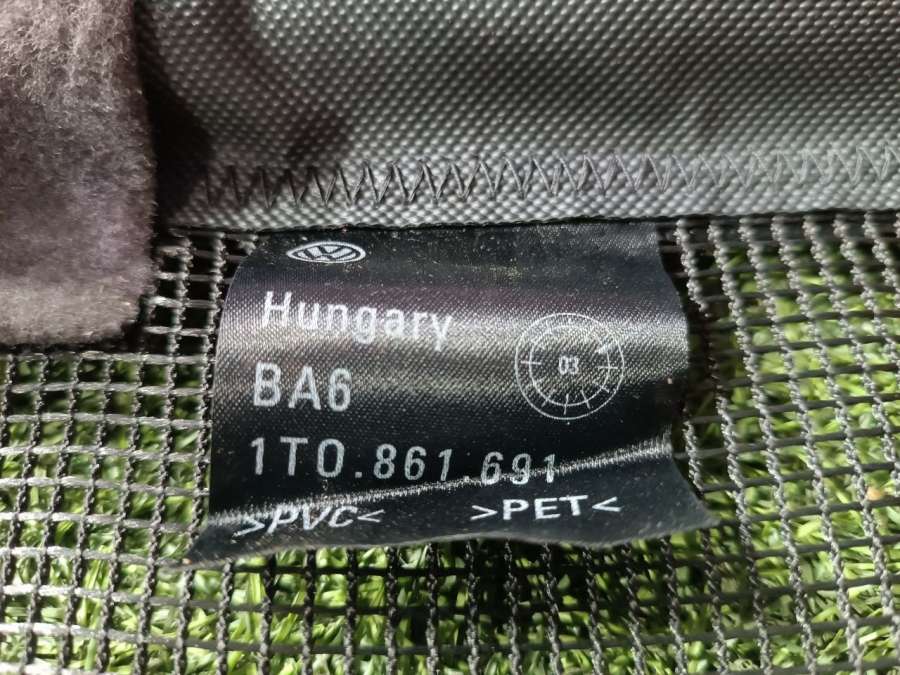 Hungary
03
BA6
1T0.861.691
>PVC< >PET<